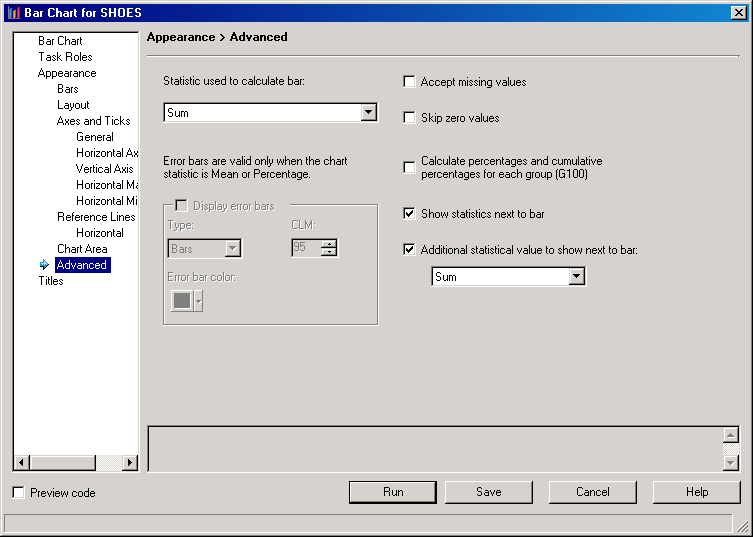 Bar Chart for SHOES
Bar Chart
Task Roles
Appearance
Bars
Layout
Axes and Ticks
General
Horizontal Ax
Vertical Axis
Horizontal Ma
Horizontal Mi
Reference Lines
Horizontal
Chart Area
Advanced
Titles
Appearance > Advanced
Statistic used to calculate bar:
Sum
Error bars are valid only when the chart
statistic is Mean or Percentage.
Display error bars
Type:
CLM:
Bars
95
Error bar color:
Accept missing values
Skip zero values
Calculate percentages and cumulative
percentages for each group (G100)
Show statistics next to bar
Additional statistical value to show next to bar:
Sum
Preview code
Run
Save
Cancel
Help